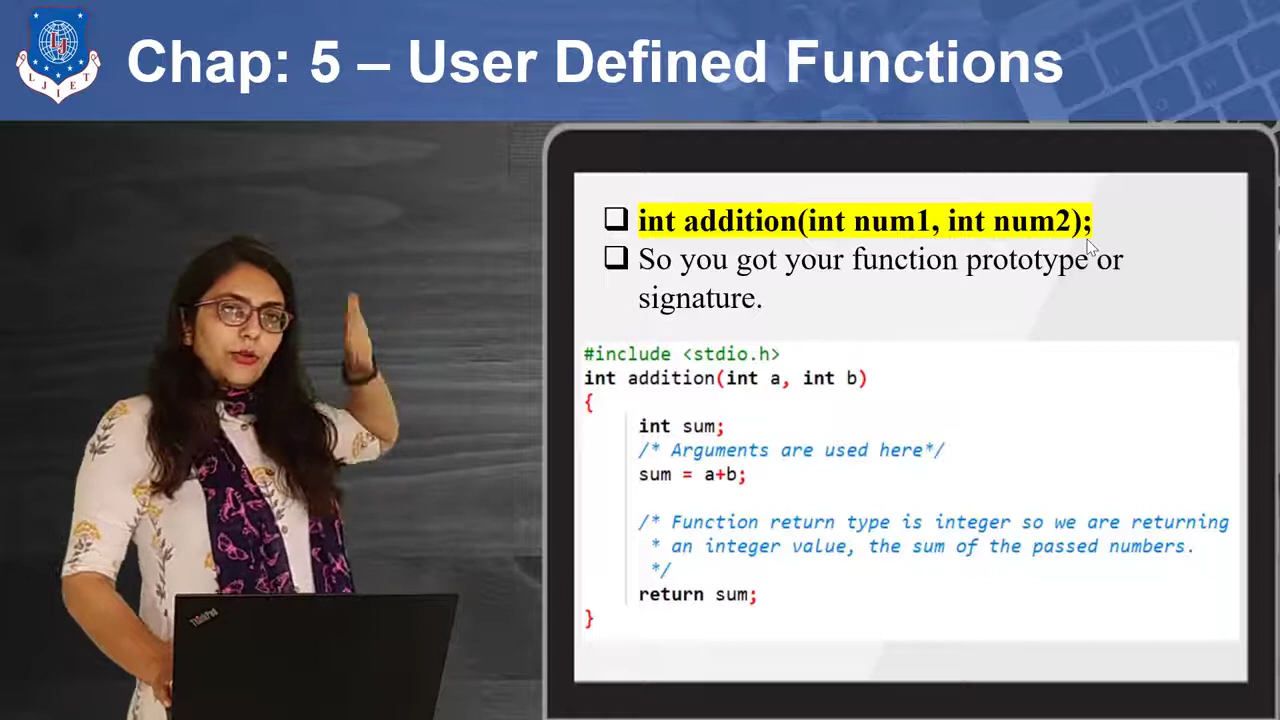 L J I E T
Chap: 5 – User Defined Functions
int addition(int num1, int num2);
So you got your function prototype or
signature.
#include <stdio.h>
int addition(int a, int b)
{
int sum;
/* Arguments are used here*/
sum = a+b;
/* Function return type is integer so we are returning
* an integer value, the sum of the passed numbers.
*/
return sum;
}
ThinkPad